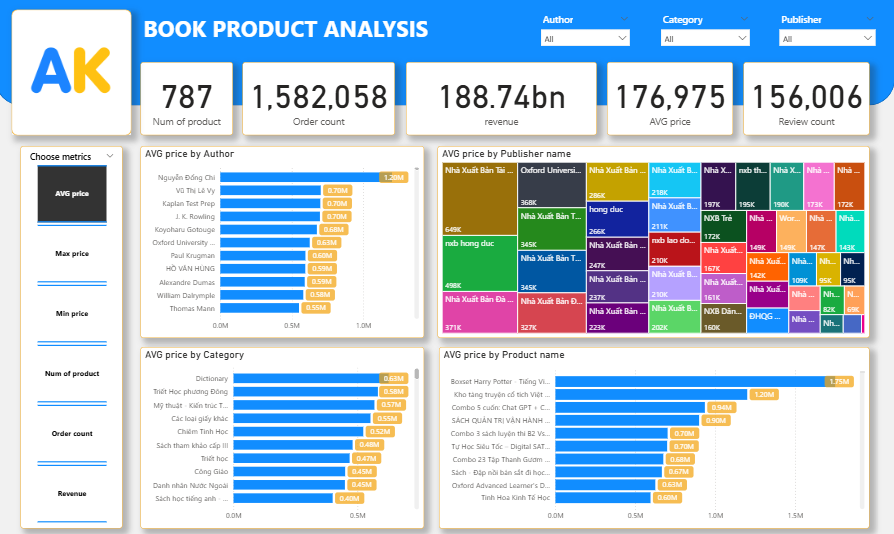 BOOK PRODUCT ANALYSIS
Author
Category
Publisher
All
All
All
AK
787
Num of product
1,582,058
Order count
188.74bn
revenue
176,975
AVG price
156,006
Review count
Choose metrics
AVG price
Max price
Min price
Num of product
Order count
Revenue
AVG price by Author
Nguyễn Đổng Chi
1.20M
Vũ Thị Lê Vy
0.70M
Kaplan Test Prep
0.70M
J. K. Rowling
0.70M
Koyoharu Gotouge
0.68M
Oxford University ...
0.63M
Paul Krugman
0.60M
HỒ VĂN HÙNG
0.59M
Alexandre Dumas
0.59M
William Dalrymple
0.58M
Thomas Mann
0.55M
0.0M
0.5M
1.0M
AVG price by Publisher name
Nhà Xuất Bản Tài ...
649K
nxb hong duc
498K
Nhà Xuất Bản Đà ...
371K
Oxford Universi...
368K
Nhà Xuất Bản T...
345K
Nhà Xuất Bản T...
345K
Nhà Xuất Bản Đ...
327K
Nhà Xuất Bản ...
286K
hong duc
266K
Nhà Xuất Bản ...
247K
Nhà Xuất Bản ...
237K
Nhà Xuất Bản ...
223K
Nhà Xuất B...
218K
Nhà Xuất B...
211K
nxb lao do...
210K
Nhà Xuất B...
210K
Nhà Xuất B...
202K
Nhà X...
197K
nxb th...
195K
Nhà X...
190K
Nhà ...
173K
Nhà ...
172K
NXB Trẻ
172K
Nhà Xuất...
167K
Nhà Xuất...
161K
NXB Dân...
160K
Nhà ...
149K
Wor...
149K
Nhà ...
147K
Nhà ...
143K
Nhà Xu...
142K
Nhà Xuấ...
ĐHQG ...
Nhà...
109K
Nh...
95K
Nh...
95K
Nhà ...
Nhà ...
Nh...
82K
N...
69K
Nh...
AVG price by Category
Dictionary
0.63M
Triết Học phương Đông
0.58M
Mỹ thuật - Kiến trúc T...
0.57M
Các loại giấy khác
0.55M
Chiêm Tinh Học
0.52M
Sách tham khảo cấp III
0.48M
Triết học
0.47M
Công Giáo
0.45M
Danh nhân Nước Ngoài
0.45M
Sách học tiếng anh - ...
0.40M
0.0M
0.5M
AVG price by Product name
Boxset Harry Potter - Tiếng Vi...
1.75M
Kho tàng truyện cổ tích Việt ...
1.20M
Combo 5 cuốn: Chat GPT + C...
0.94M
SÁCH QUẢN TRỊ VẬN HÀNH ...
0.90M
Combo 3 sách luyện thi B2 Vs...
0.70M
Tự Học Siêu Tốc - Digital SAT...
0.70M
Combo 23 Tập Thanh Gươm ...
0.68M
Sách - Đập nồi bán sắt đi học...
0.67M
Oxford Advanced Learner's D...
0.63M
Tinh Hoa Kinh Tế Học
0.60M
0.0M
0.5M
1.0M
1.5M